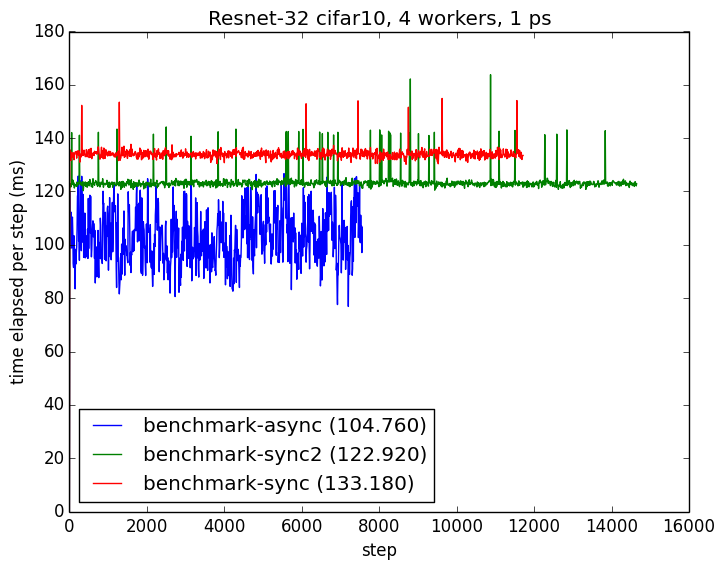 Resnet-32 cifar10, 4 workers, 1 ps
180
160
140
120
100
80
60
40
20
0
time elapsed per step (ms)
benchmark-async (104.760)
benchmark-sync2 (122.920)
benchmark-sync (133.180)
0 2000 4000 6000 8000 10000 12000 14000 16000
step